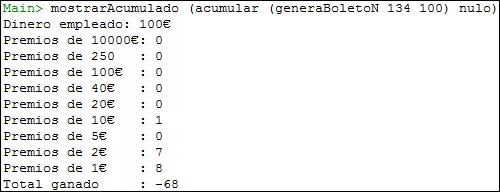 Main> mostrarAcumulado (acumular (generaBoletoN 134 100) nulo)
Dinero empleado: 100€
Premios de 10000€: 0
Premios de 250   : 0
Premios de 100€  : 0
Premios de 40€   : 0
Premios de 20€   : 0
Premios de 10€   : 1
Premios de 5€    : 0
Premios de 2€    : 7
Premios de 1€    : 8
Total ganado     : -68